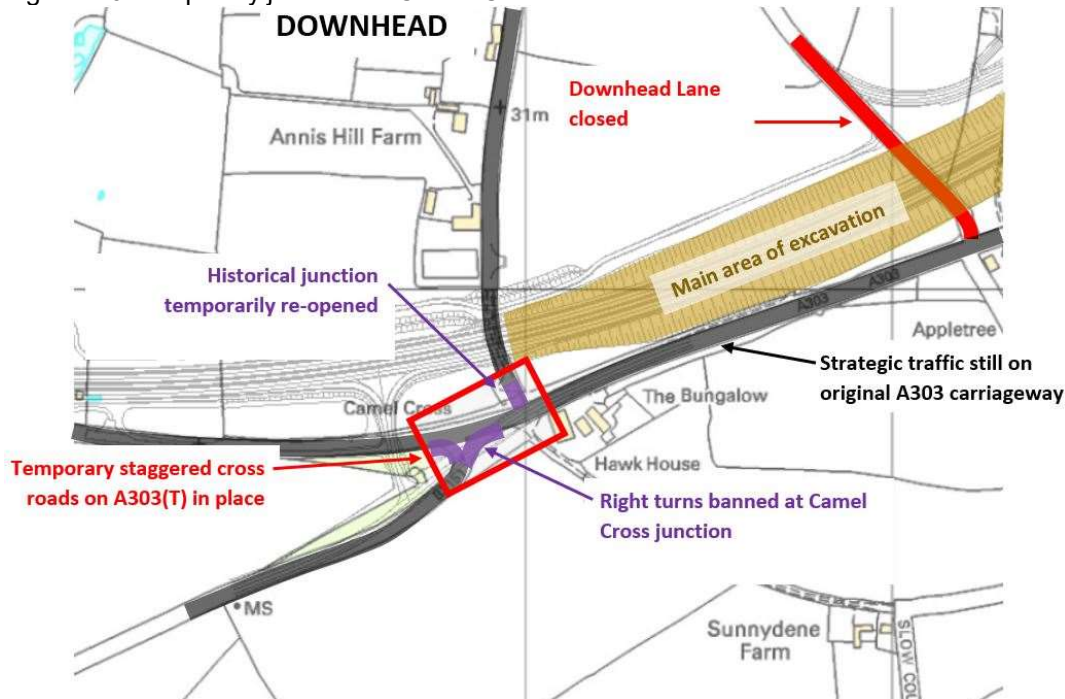 DOWNHEAD
Downhead Lane
closed
31m
Annis Hill Farm
Main area of excavation
Historical junction
temporarily re-opened
A303
A303
Appletree
Strategic traffic still on
original A303 carriageway
The Bungalow
Camel Cross
Hawk House
Temporary staggered cross
roads on A303(T) in place
Right turns banned at Camel
Cross junction
MS
Sunnydene
Farm
SLOW COU